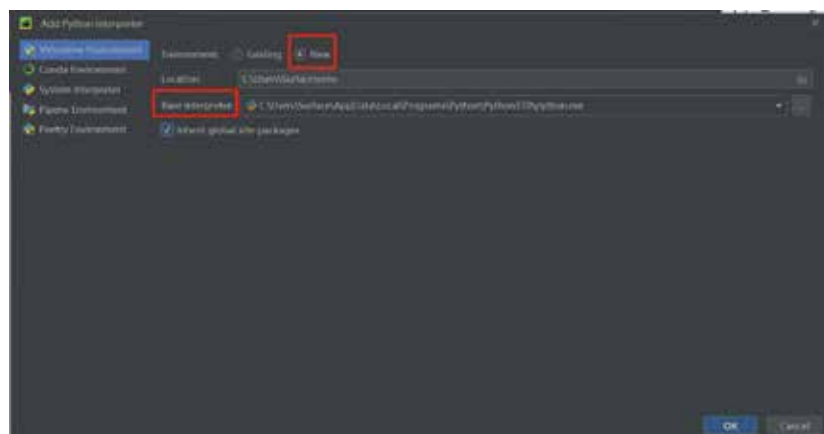 Add Python Interpreter
Virtualenv Environment
Conda Environment
System Interpreter
Pipenv Environment
Poetry Environment
Environment: Existing New
Location:
Base interpreter:
Inherit global site-packages
OK Cancel